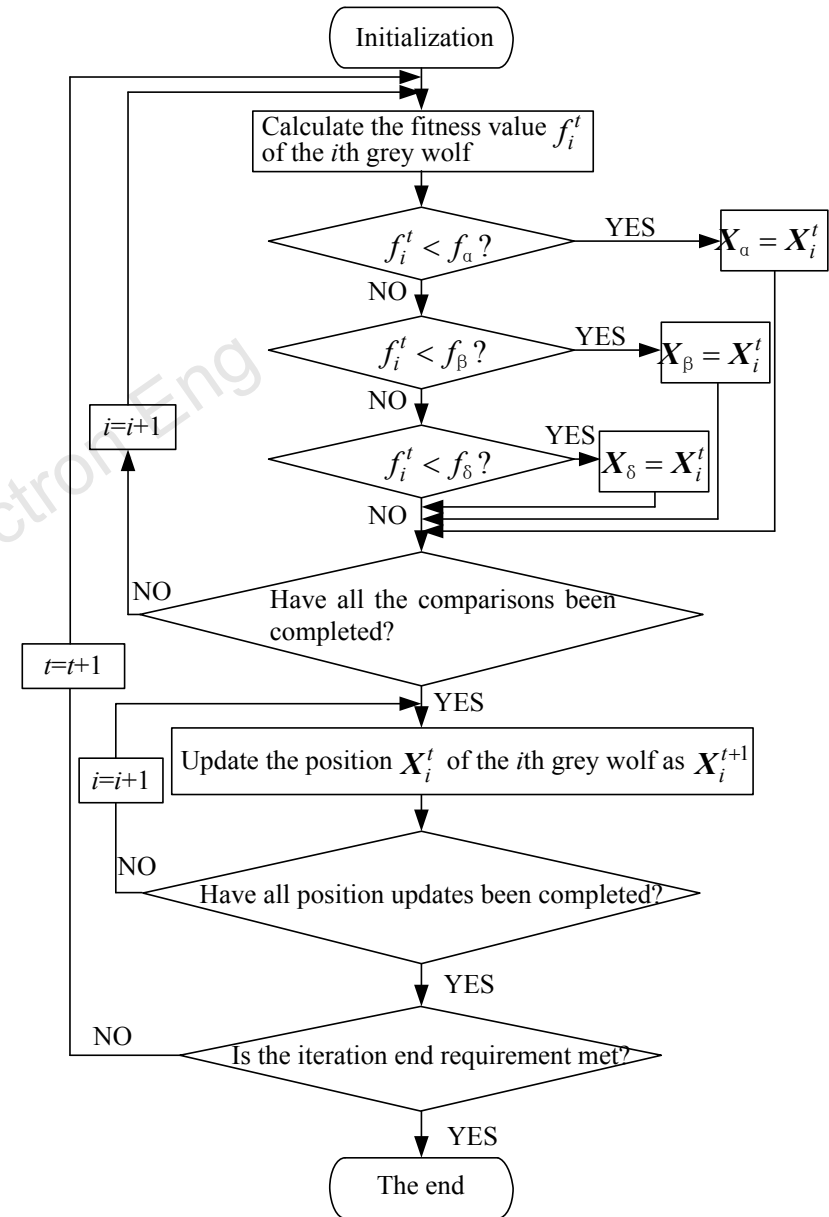 Initialization
Calculate the fitness value f_i^t
of the ith grey wolf
f_i^t < f_α?
YES
X_α = X_i^t
NO
f_i^t < f_β?
YES
X_β = X_i^t
NO
i=i+1
f_i^t < f_δ?
YES
X_δ = X_i^t
NO
Eng
ctron
NO
Have all the comparisons been
completed?
t=t+1
YES
Update the position X_i^t of the ith grey wolf as X_i^{t+1}
i=i+1
NO
Have all position updates been completed?
YES
NO
Is the iteration end requirement met?
YES
The end